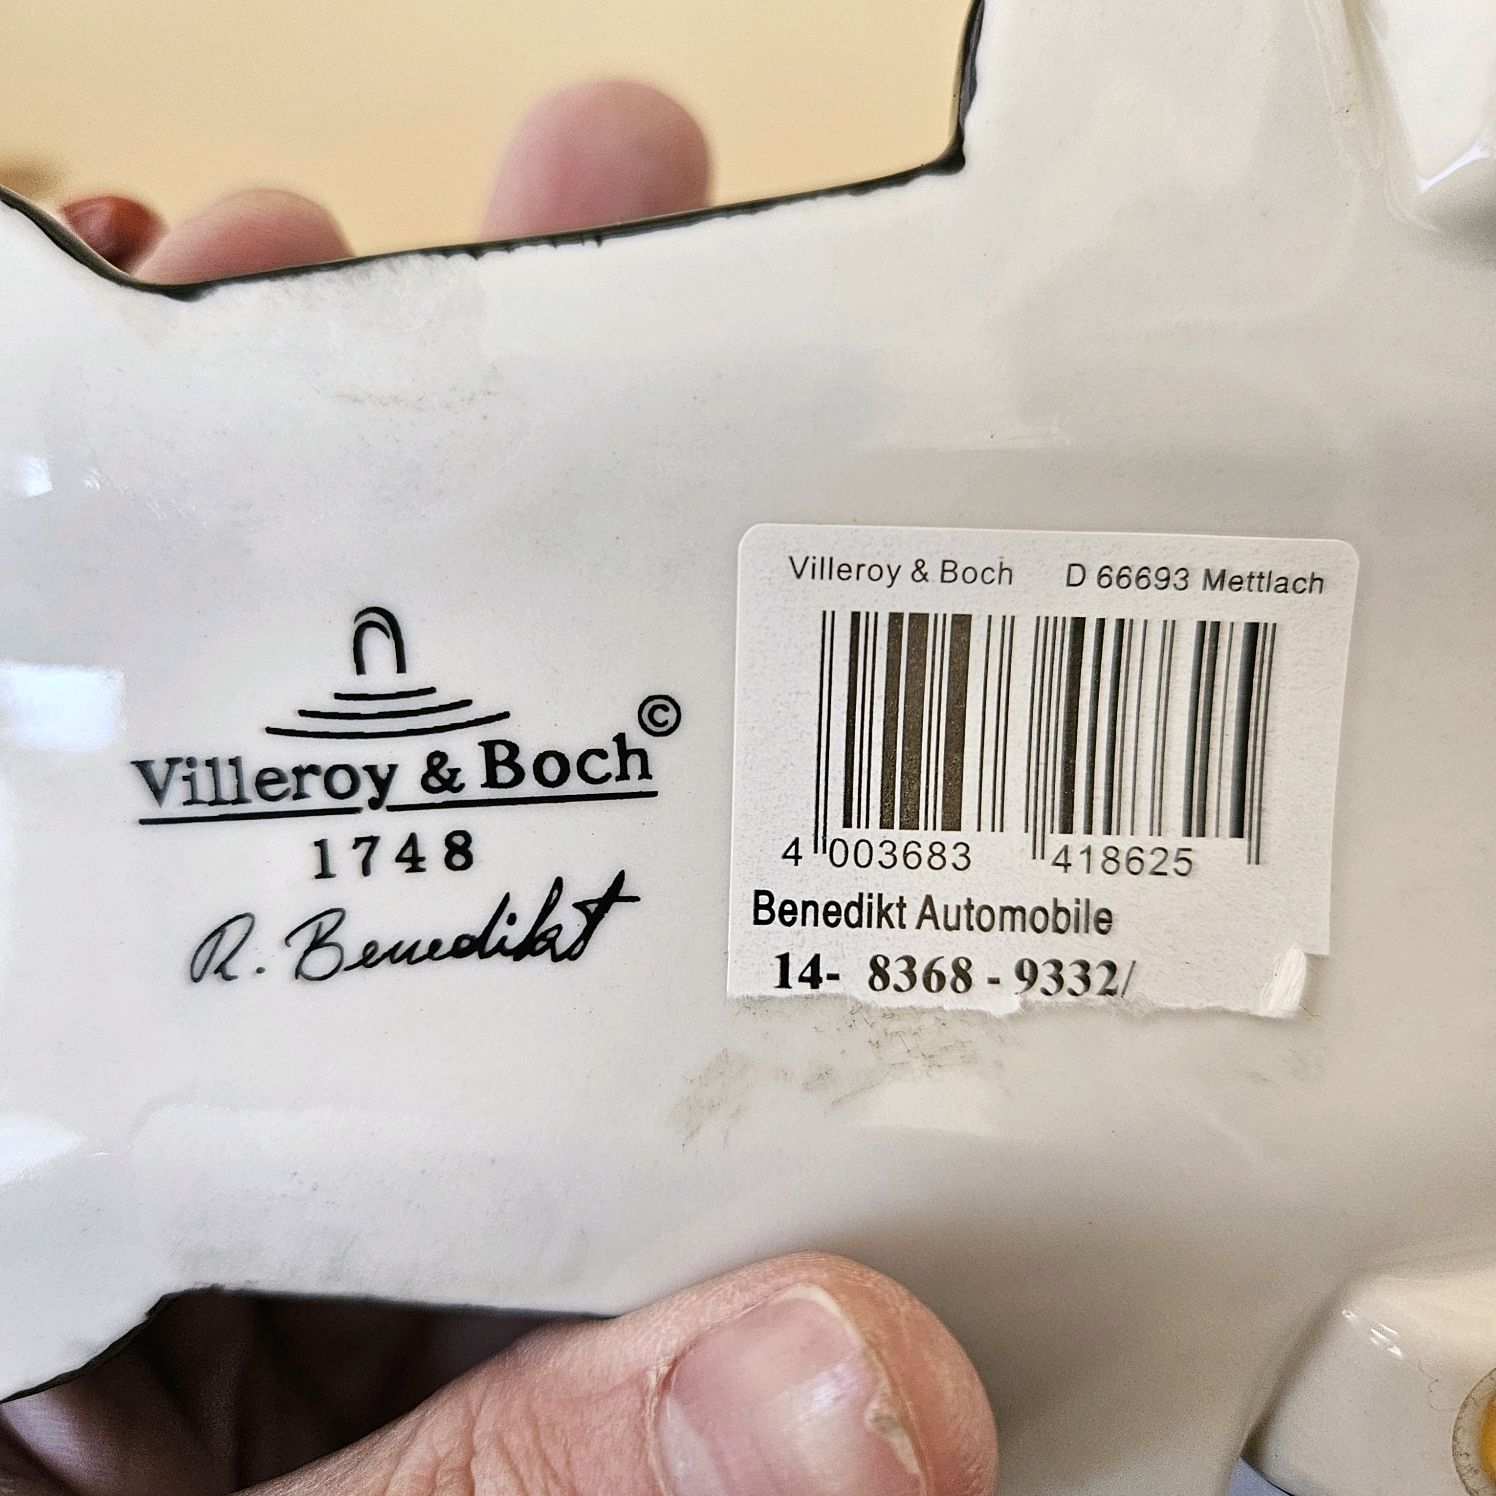 Villeroy & Boch ©
1748
R. Benedikt
Villeroy & Boch D 66693 Mettlach
4 003683 418625
Benedikt Automobile
14- 8368 - 9332/